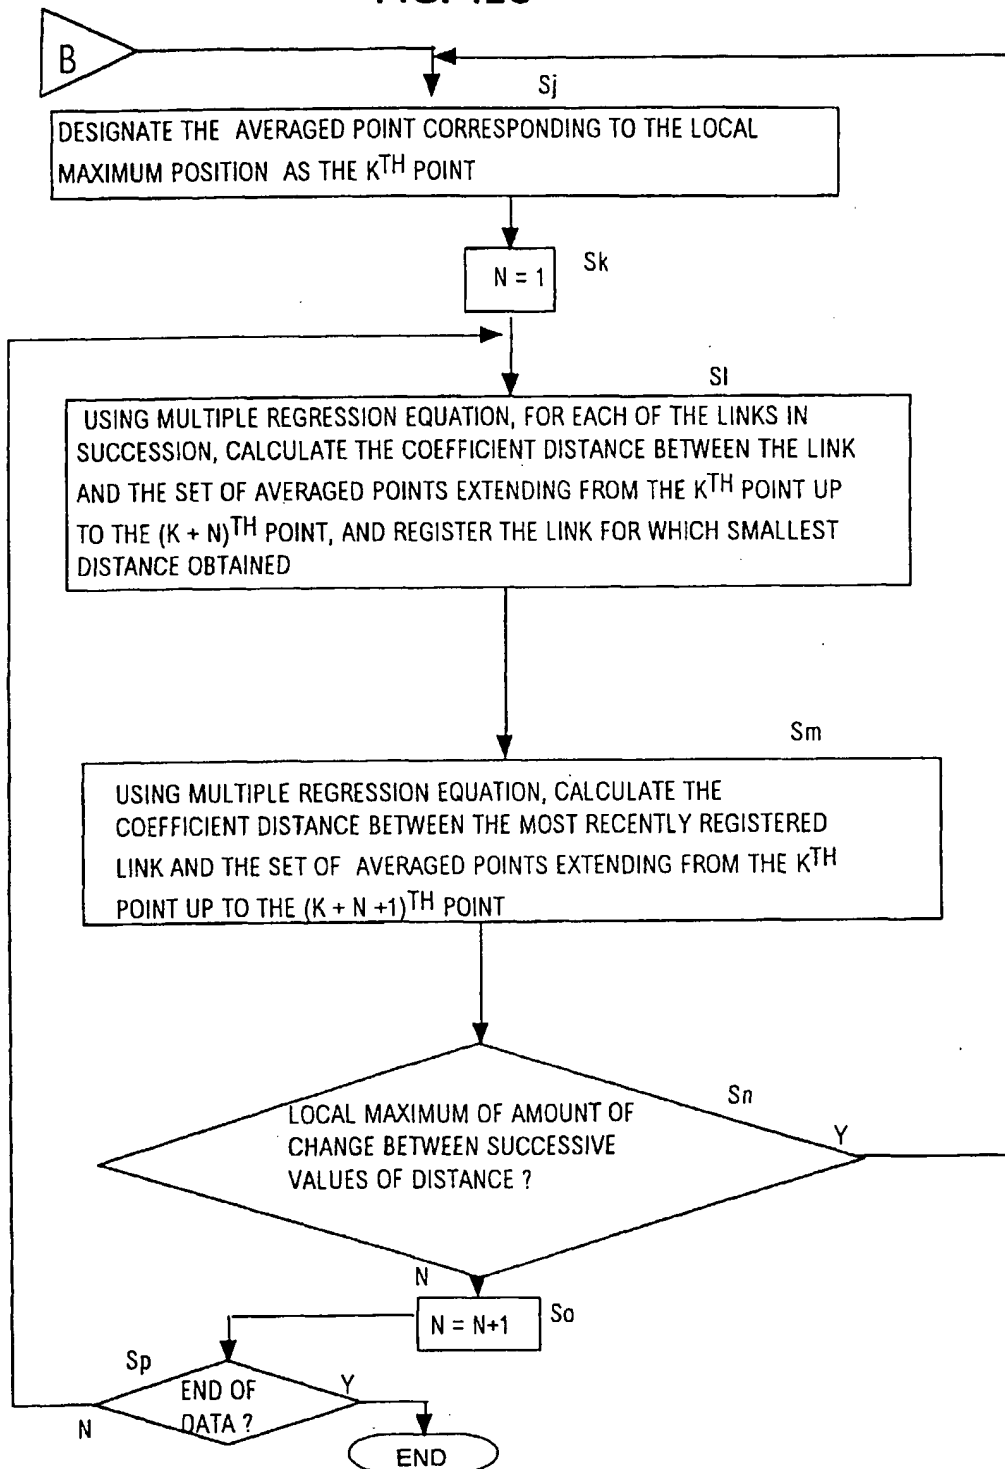 B
Sj
DESIGNATE THE AVERAGED POINT CORRESPONDING TO THE LOCAL
MAXIMUM POSITION AS THE KTH POINT
N = 1
Sk
Sl
USING MULTIPLE REGRESSION EQUATION, FOR EACH OF THE LINKS IN
SUCCESSION, CALCULATE THE COEFFICIENT DISTANCE BETWEEN THE LINK
AND THE SET OF AVERAGED POINTS EXTENDING FROM THE KTH POINT UP
TO THE (K + N)TH POINT, AND REGISTER THE LINK FOR WHICH SMALLEST
DISTANCE OBTAINED
Sm
USING MULTIPLE REGRESSION EQUATION, CALCULATE THE
COEFFICIENT DISTANCE BETWEEN THE MOST RECENTLY REGISTERED
LINK AND THE SET OF AVERAGED POINTS EXTENDING FROM THE KTH
POINT UP TO THE (K + N +1)TH POINT
Sn
LOCAL MAXIMUM OF AMOUNT OF
CHANGE BETWEEN SUCCESSIVE
VALUES OF DISTANCE ?
Y
N
N = N+1
So
Sp
END OF
DATA ?
Y
N
END